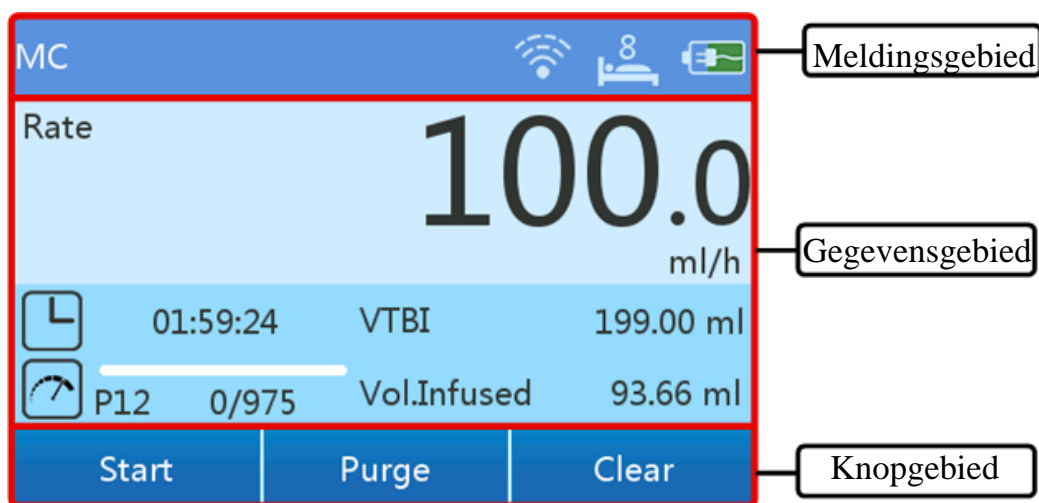 MC
8
Meldingsgebied
Rate
100.0
ml/h
Gegevensgebied
01:59:24 VTBI 199.00 ml
P12 0/975 Vol.Infused 93.66 ml
Start Purge Clear
Knopgebied